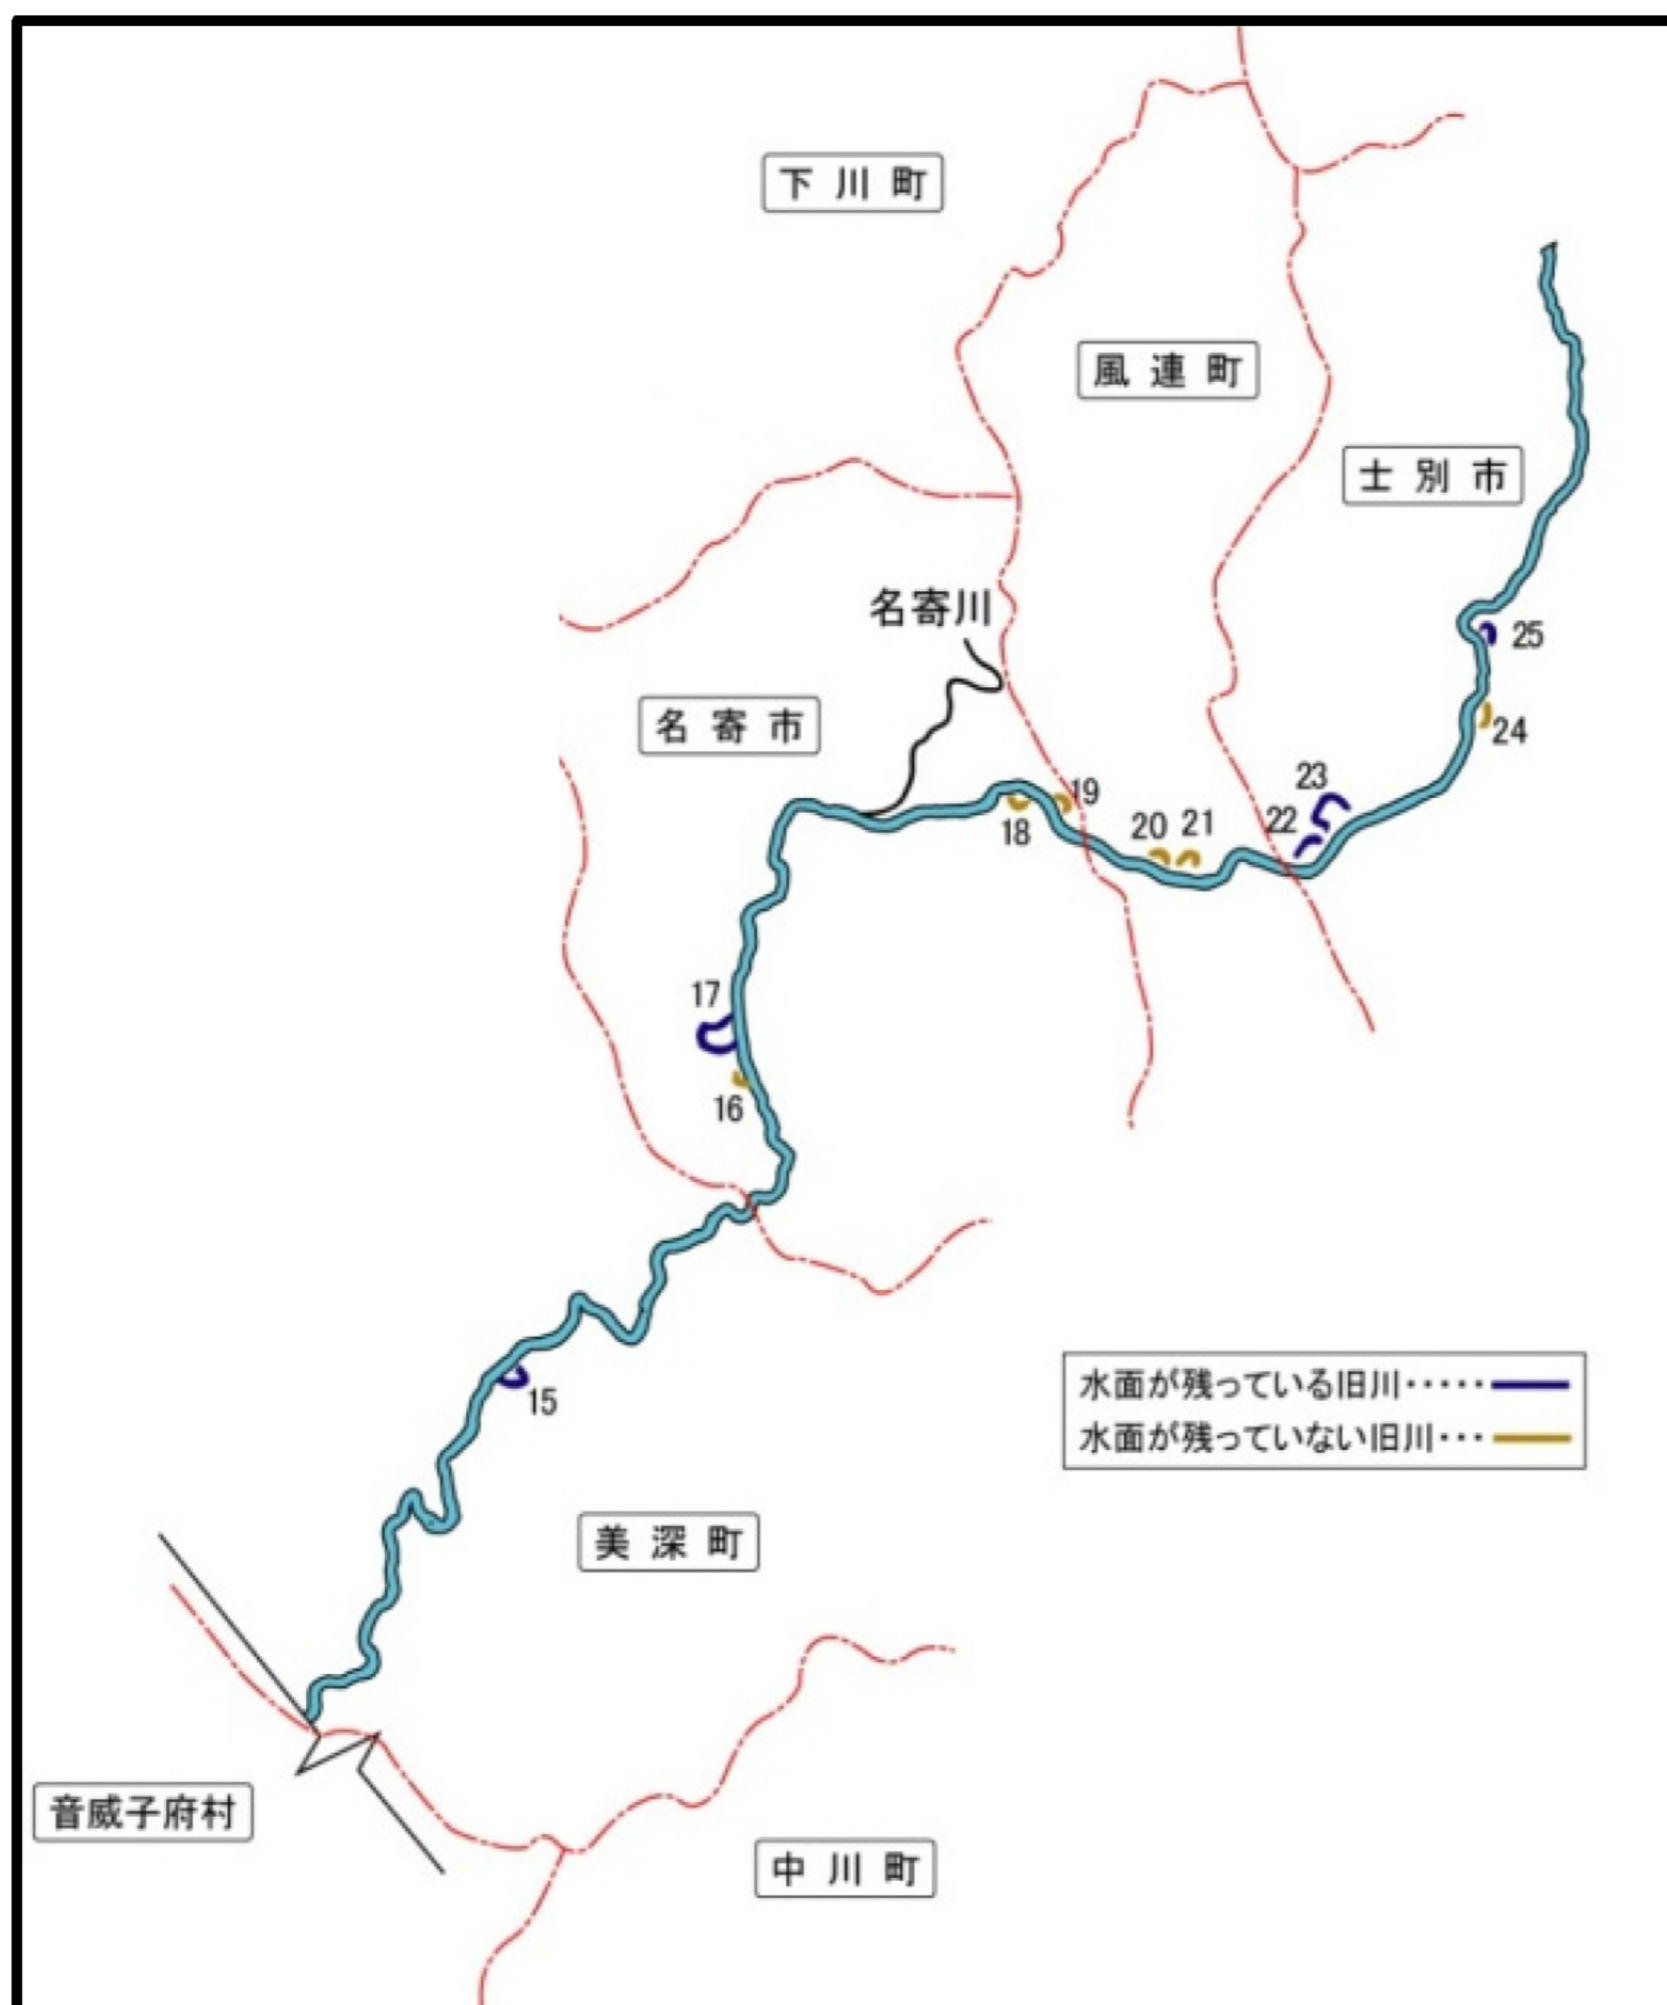 下川町
風連町
士別市
名寄川
25
名寄市
24
23
19
22
20
21
18
17
16
水面が残っている旧川・・・・・
15
水面が残っていない旧川・・・
美深町
音威子府村
中川町